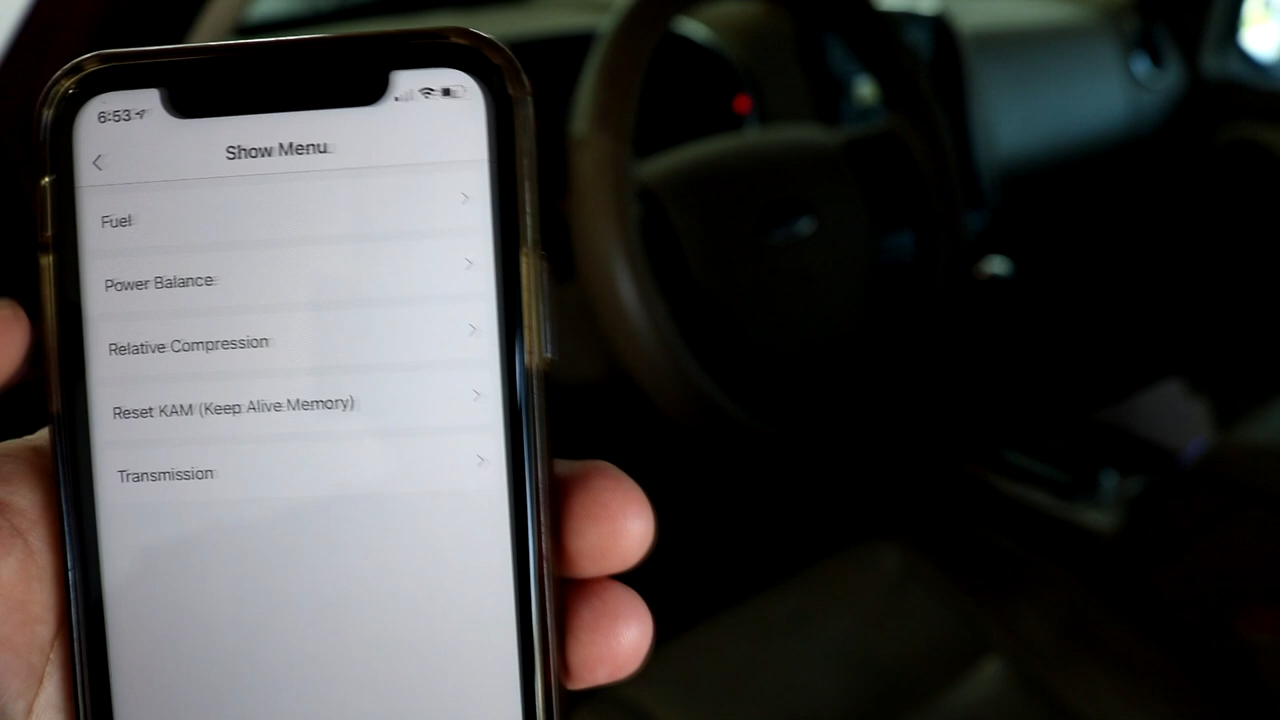 6:53
Show Menu
Fuel
Power Balance
Relative Compression
Reset KAM (Keep Alive Memory)
Transmission